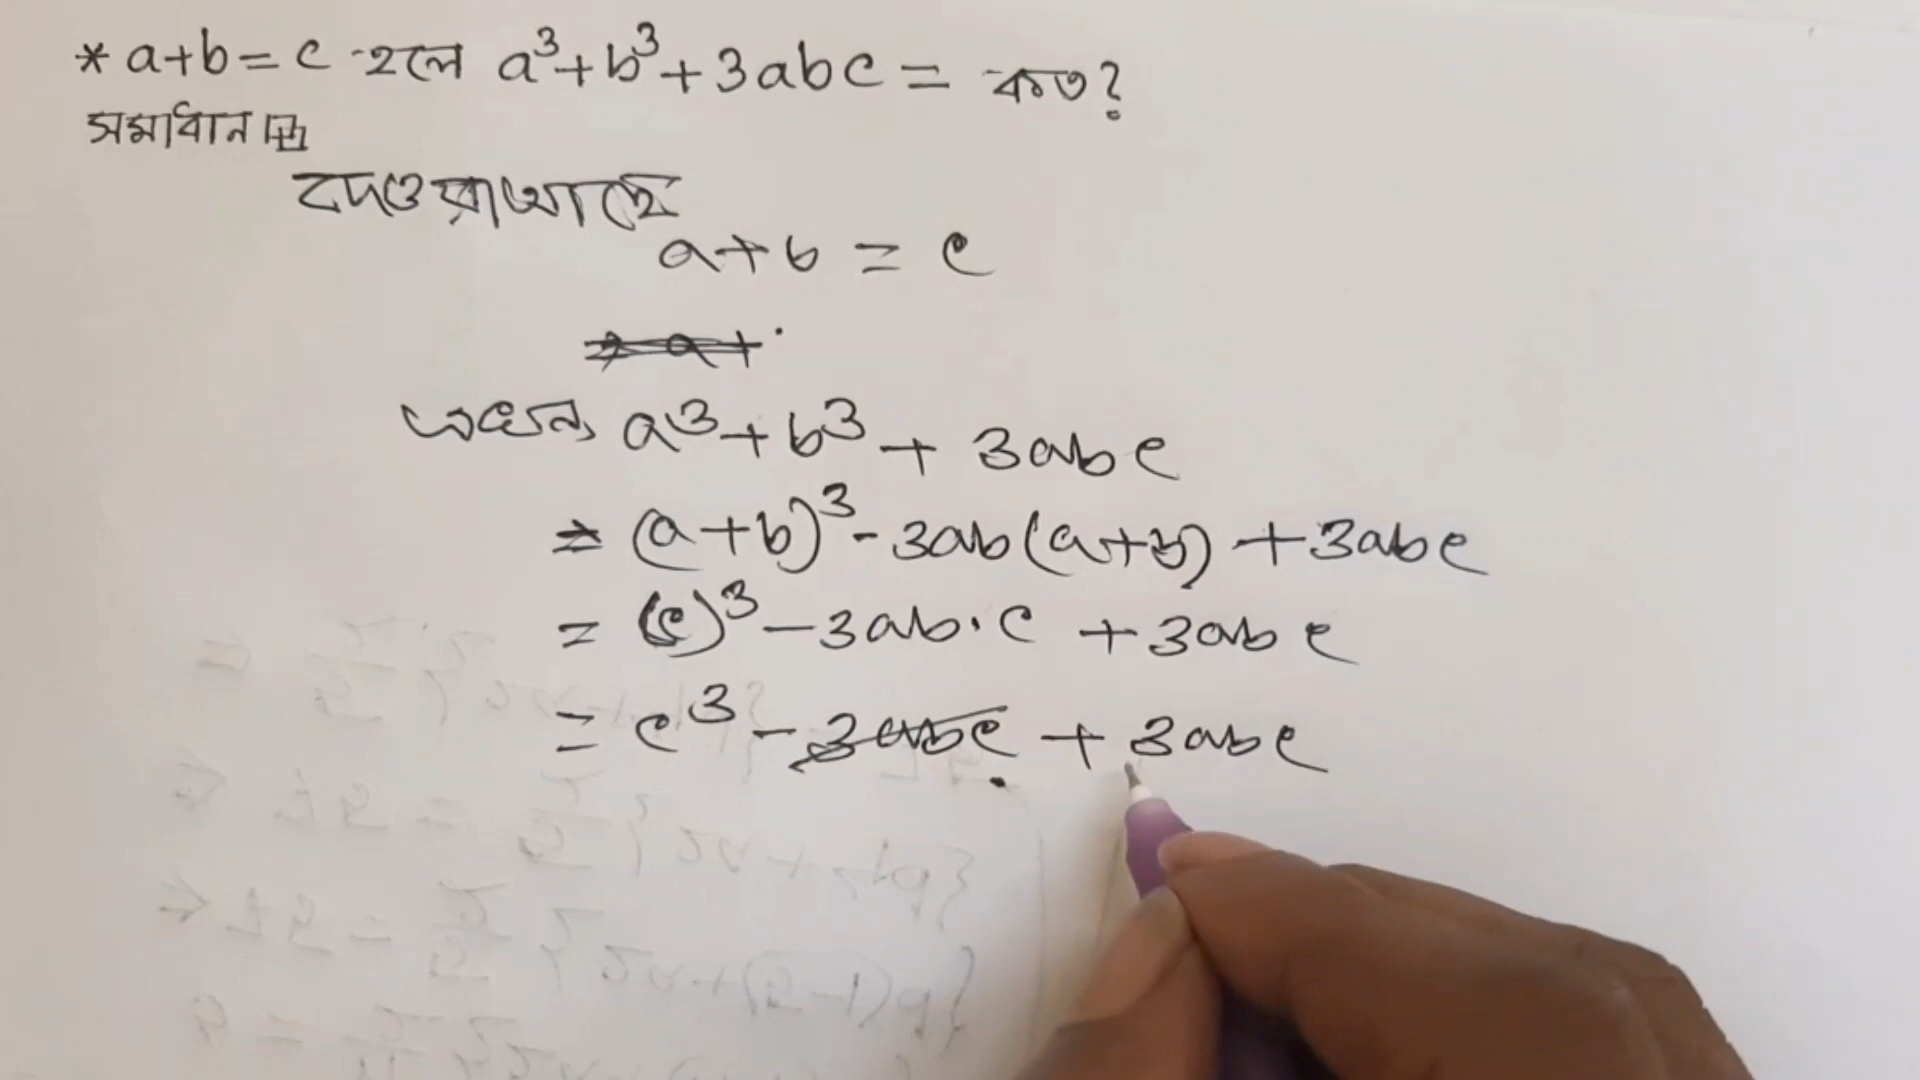 * a+b = c হলে a³+b³+3abc = কত?
সমাধান
দেওয়া আছে
a+b = c
এখন, a³+b³+3abc
= (a+b)³-3ab(a+b)+3abc
= (c)³-3ab·c+3abc
= c³-3abc+3abc